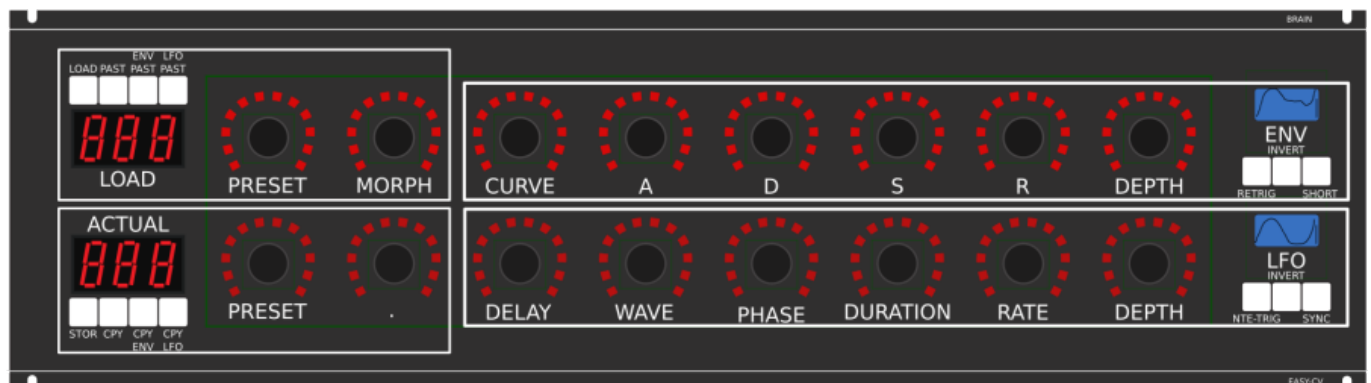 BRAIN
ENV LFO
LOAD PAST PAST PAST
888
LOAD
PRESET MORPH
CURVE A D S R DEPTH
ENV
INVERT
RETRIG SHORT
ACTUAL
888
STOR CPY CPY CPY
ENV LFO
PRESET .
DELAY WAVE PHASE DURATION RATE DEPTH
LFO
INVERT
NTE-TRIG SYNC
EASY-CV